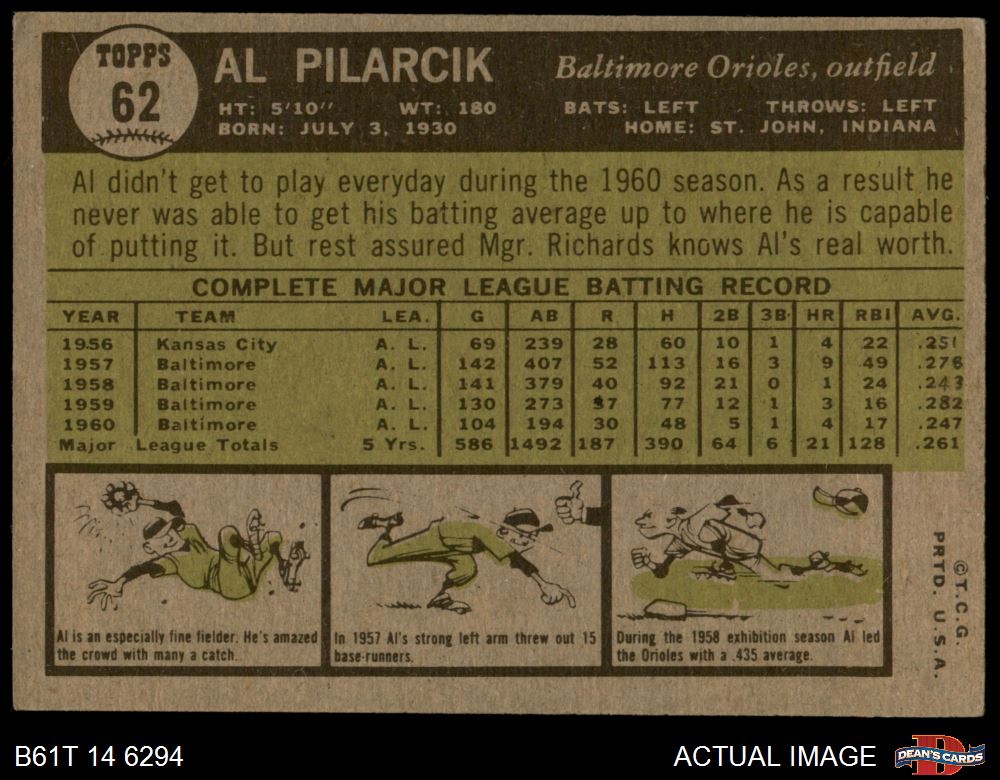 TOPPS
62
AL PILARCIK
Baltimore Orioles, outfield
HT: 5'10'' WT: 180 BATS: LEFT THROWS: LEFT
BORN: JULY 3, 1930 HOME: ST. JOHN, INDIANA
Al didn't get to play everyday during the 1960 season. As a result he
never was able to get his batting average up to where he is capable
of putting it. But rest assured Mgr. Richards knows Al's real worth.
COMPLETE MAJOR LEAGUE BATTING RECORD
YEAR TEAM LEA. G AB R H 2B 3B HR RBI AVG.
1956 Kansas City A. L. 69 239 28 60 10 1 4 22 .251
1957 Baltimore A. L. 142 407 52 113 16 3 9 49 .278
1958 Baltimore A. L. 141 379 40 92 21 0 1 24 .243
1959 Baltimore A. L. 130 273 37 77 12 1 3 16 .282
1960 Baltimore A. L. 104 194 30 48 5 1 4 17 .247
Major League Totals 5 Yrs. 586 1492 187 390 64 6 21 128 .261
Al is an especially fine fielder. He's amazed
the crowd with many a catch.
In 1957 Al's strong left arm threw out 15
base-runners.
During the 1958 exhibition season Al led
the Orioles with a .435 average.
©T.C.G.
PRTD. U.S.A.
B61T 14 6294
ACTUAL IMAGE
DEAN'S CARDS